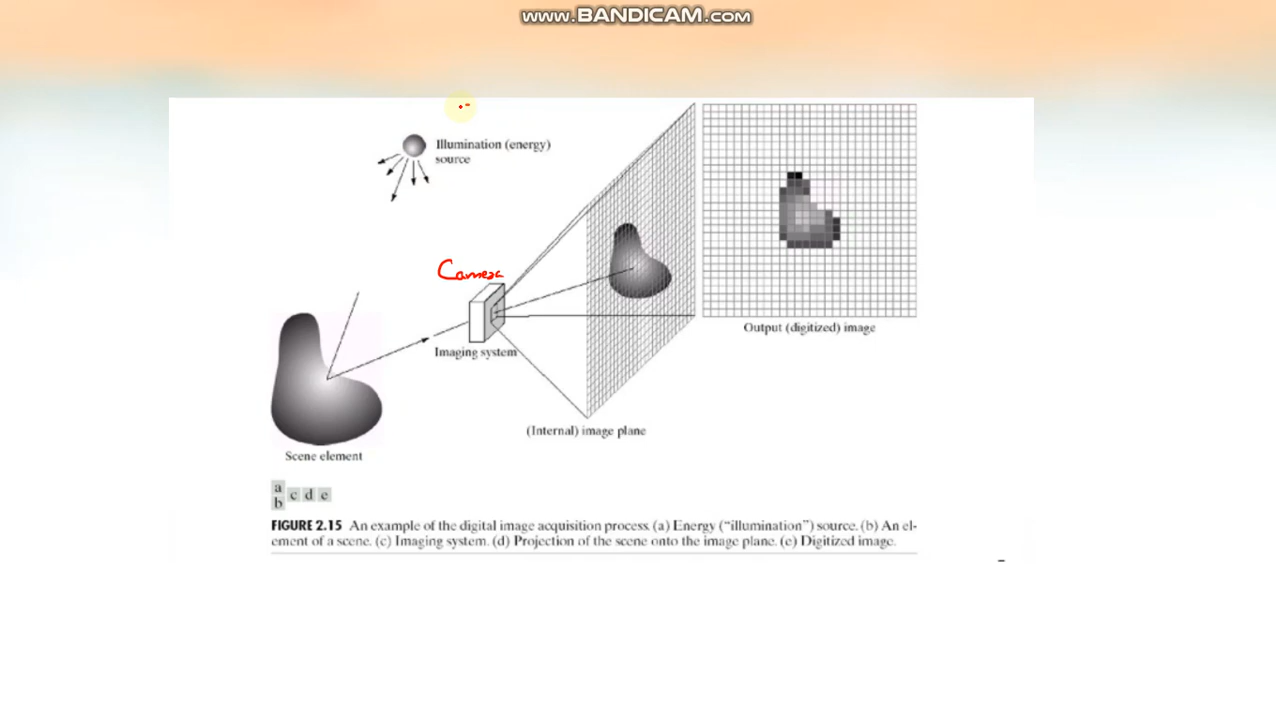 www.BANDICAM.com
Illumination (energy)
source
Camera
Imaging system
(Internal) image plane
Output (digitized) image
Scene element
a
b c d e
FIGURE 2.15 An example of the digital image acquisition process. (a) Energy (“illumination”) source. (b) An el-
ement of a scene. (c) Imaging system. (d) Projection of the scene onto the image plane. (e) Digitized image.